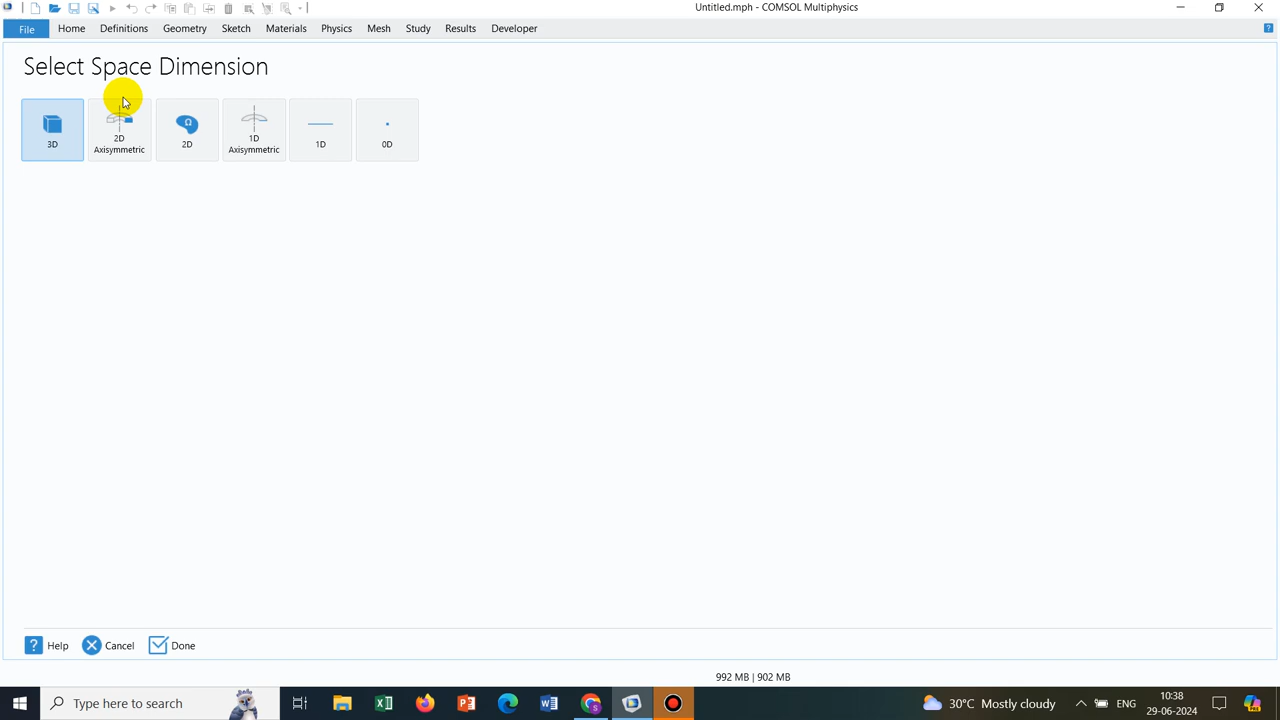 Untitled.mph - COMSOL Multiphysics
File Home Definitions Geometry Sketch Materials Physics Mesh Study Results Developer ?
Select Space Dimension
3D
2D
Axisymmetric
Ω
2D
1D
Axisymmetric
1D
0D
? Help Cancel Done
992 MB | 902 MB
Type here to search
30°C Mostly cloudy
ENG
10:38
29-06-2024